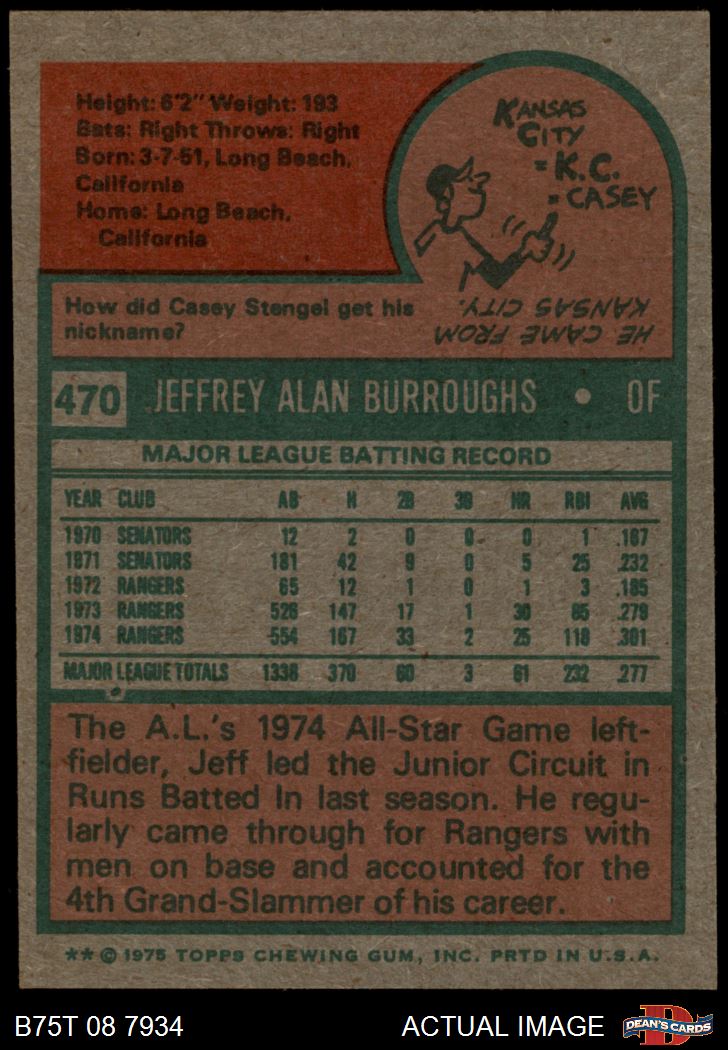 Height: 6'2" Weight: 193
Bats: Right Throws: Right
Born: 3-7-51, Long Beach,
California
Home: Long Beach,
California
KANSAS
CITY
= K.C.
= CASEY
How did Casey Stengel get his
nickname?
HE CAME FROM
KANSAS CITY.
470 JEFFREY ALAN BURROUGHS • OF
MAJOR LEAGUE BATTING RECORD
YEAR CLUB AB H 2B 3B HR RBI AVG
1970 SENATORS 12 2 0 0 0 1 .167
1971 SENATORS 181 42 9 0 5 25 .232
1972 RANGERS 65 12 1 0 1 3 .185
1973 RANGERS 526 147 17 1 30 85 .279
1974 RANGERS 554 167 33 2 25 118 .301
MAJOR LEAGUE TOTALS 1338 370 60 3 61 232 .277
The A.L.'s 1974 All-Star Game left-
fielder, Jeff led the Junior Circuit in
Runs Batted In last season. He regu-
larly came through for Rangers with
men on base and accounted for the
4th Grand-Slammer of his career.
** © 1975 TOPPS CHEWING GUM, INC. PRTD IN U.S.A.
B75T 08 7934 ACTUAL IMAGE
DEAN'S CARDS